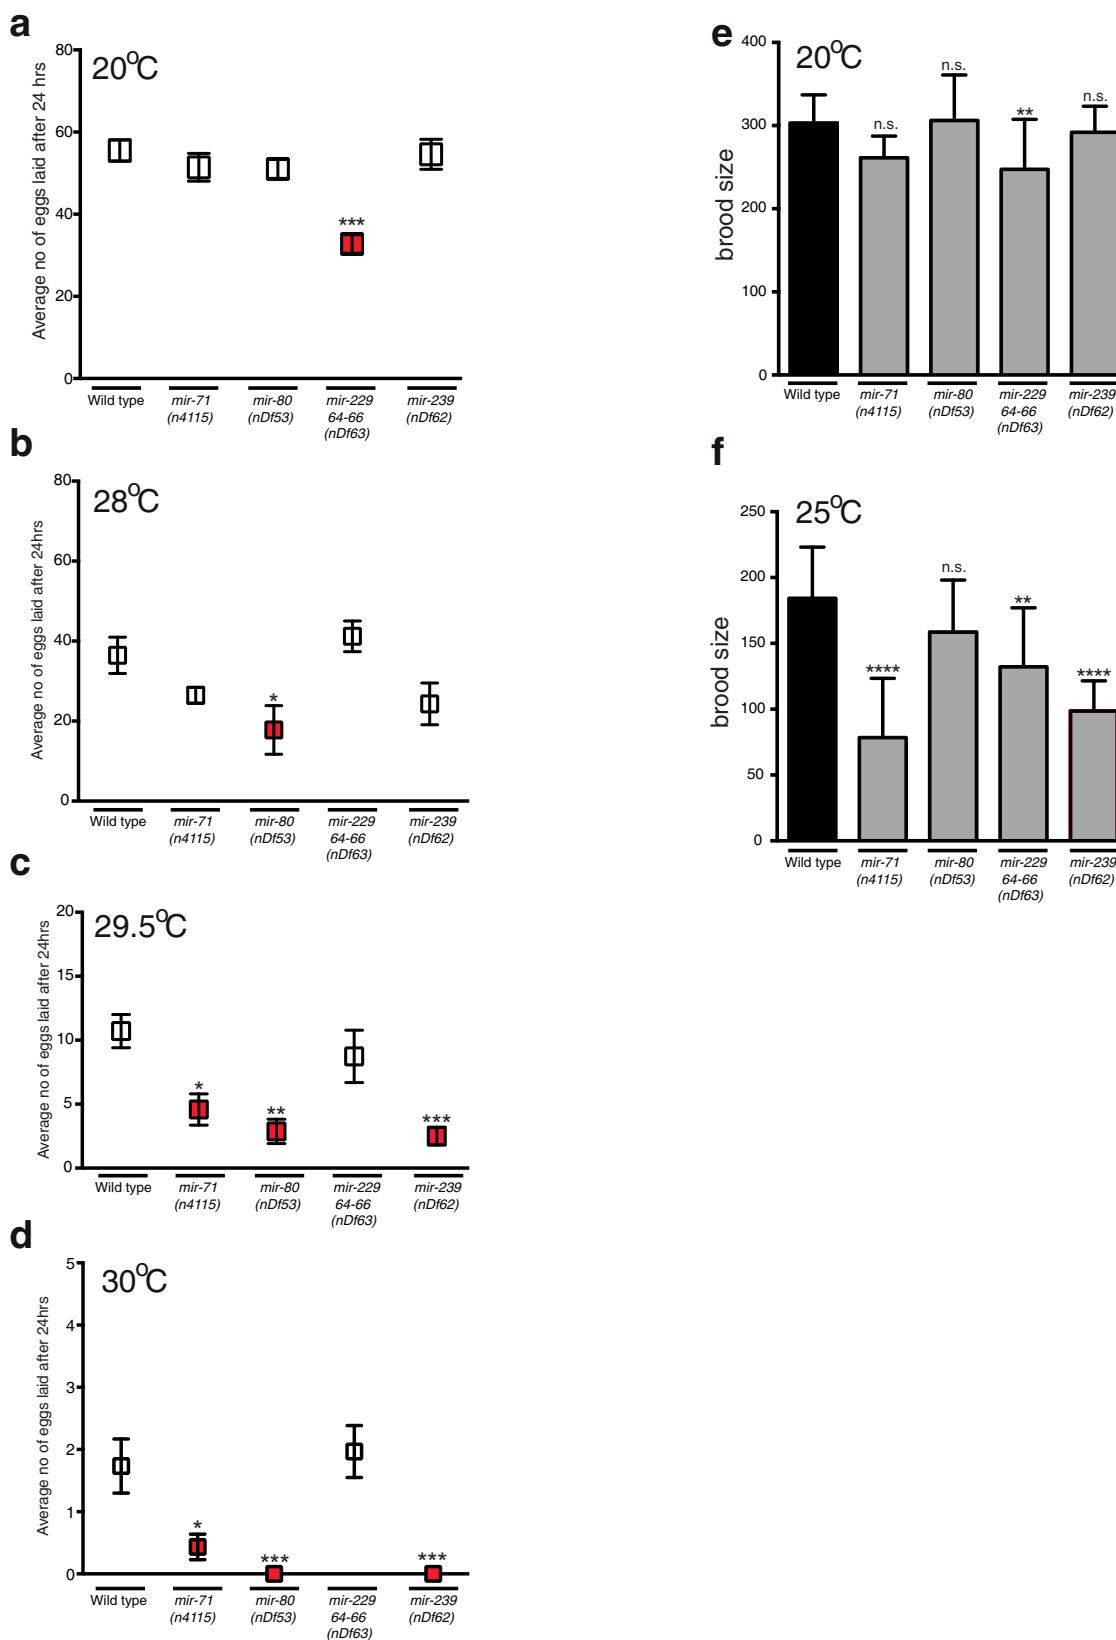 a
20°C
Average no of eggs laid after 24 hrs
80
60
40
20
0
***
Wild type
mir-71
(n4115)
mir-80
(nDf53)
mir-229
64-66
(nDf63)
mir-239
(nDf62)
b
28°C
Average no of eggs laid after 24hrs
80
60
40
20
0
*
Wild type
mir-71
(n4115)
mir-80
(nDf53)
mir-229
64-66
(nDf63)
mir-239
(nDf62)
c
29.5°C
Average no of eggs laid after 24hrs
20
15
10
5
0
*
**
***
Wild type
mir-71
(n4115)
mir-80
(nDf53)
mir-229
64-66
(nDf63)
mir-239
(nDf62)
d
30°C
Average no of eggs laid after 24hrs
5
4
3
2
1
0
*
***
***
Wild type
mir-71
(n4115)
mir-80
(nDf53)
mir-229
64-66
(nDf63)
mir-239
(nDf62)
e
20°C
brood size
400
300
200
100
0
n.s.
n.s.
**
n.s.
Wild type
mir-71
(n4115)
mir-80
(nDf53)
mir-229
64-66
(nDf63)
mir-239
(nDf62)
f
25°C
brood size
250
200
150
100
50
0
****
n.s.
**
****
Wild type
mir-71
(n4115)
mir-80
(nDf53)
mir-229
64-66
(nDf63)
mir-239
(nDf62)